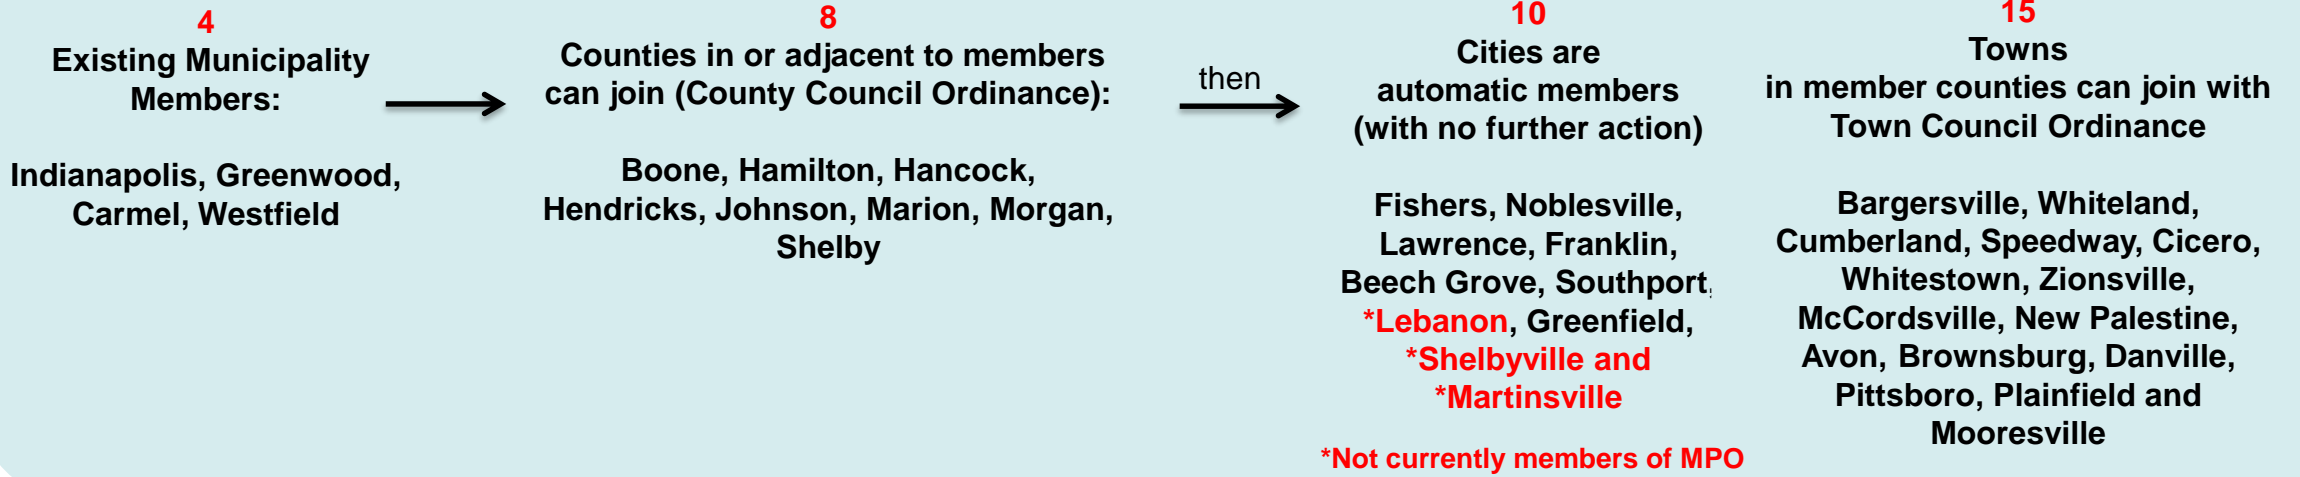 4
Existing Municipality
Members:
Indianapolis, Greenwood,
Carmel, Westfield
8
Counties in or adjacent to members
can join (County Council Ordinance):
Boone, Hamilton, Hancock,
Hendricks, Johnson, Marion, Morgan,
Shelby
then
10
Cities are
automatic members
(with no further action)
Fishers, Noblesville,
Lawrence, Franklin,
Beech Grove, Southport,
*Lebanon, Greenfield,
*Shelbyville and
*Martinsville
*Not currently members of MPO
15
Towns
in member counties can join with
Town Council Ordinance
Bargersville, Whiteland,
Cumberland, Speedway, Cicero,
Whitestown, Zionsville,
McCordsville, New Palestine,
Avon, Brownsburg, Danville,
Pittsboro, Plainfield and
Mooresville